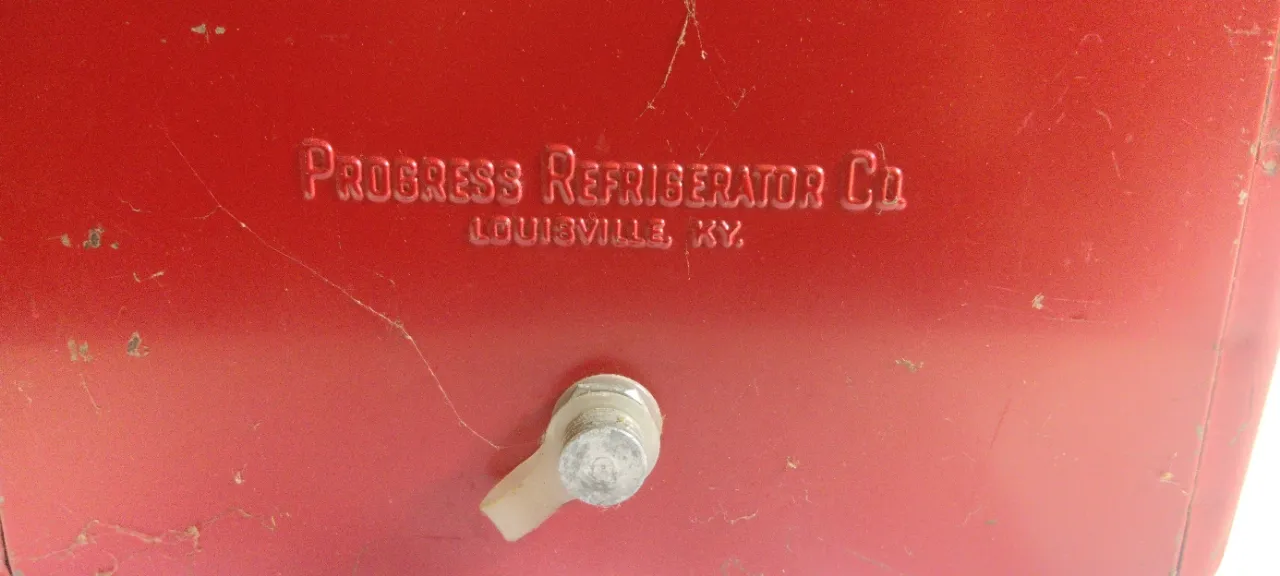 PROGRESS REFRIGERATOR CO.
LOUISVILLE, KY.